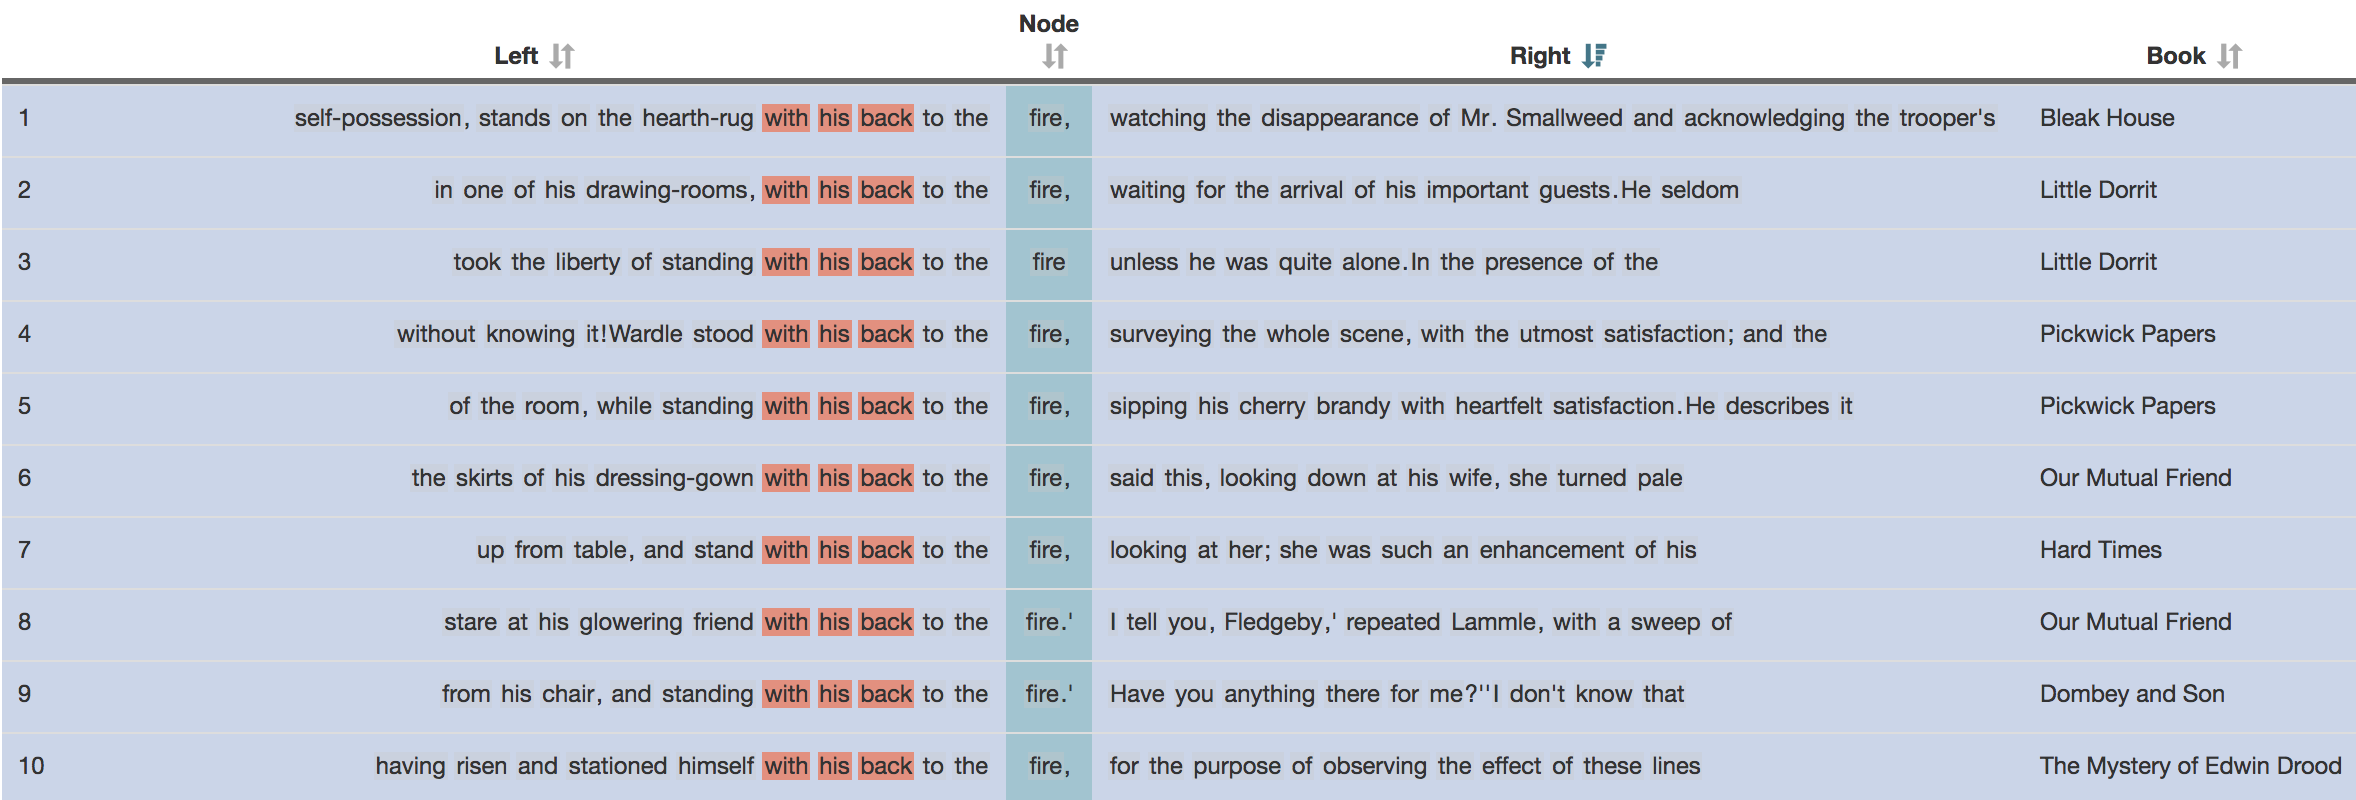 Left Node Right Book
1 self-possession, stands on the hearth-rug with his back to the fire, watching the disappearance of Mr. Smallweed and acknowledging the trooper's Bleak House
2 in one of his drawing-rooms, with his back to the fire, waiting for the arrival of his important guests.He seldom Little Dorrit
3 took the liberty of standing with his back to the fire unless he was quite alone.In the presence of the Little Dorrit
4 without knowing it!Wardle stood with his back to the fire, surveying the whole scene, with the utmost satisfaction; and the Pickwick Papers
5 of the room, while standing with his back to the fire, sipping his cherry brandy with heartfelt satisfaction.He describes it Pickwick Papers
6 the skirts of his dressing-gown with his back to the fire, said this, looking down at his wife, she turned pale Our Mutual Friend
7 up from table, and stand with his back to the fire, looking at her; she was such an enhancement of his Hard Times
8 stare at his glowering friend with his back to the fire.' I tell you, Fledgeby,' repeated Lammle, with a sweep of Our Mutual Friend
9 from his chair, and standing with his back to the fire.' Have you anything there for me?''I don't know that Dombey and Son
10 having risen and stationed himself with his back to the fire, for the purpose of observing the effect of these lines The Mystery of Edwin Drood